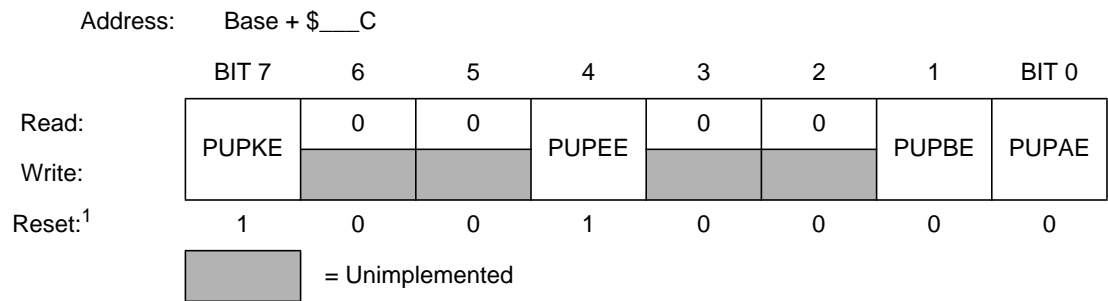 Address: Base + $___C
BIT 7 6 5 4 3 2 1 BIT 0
Read: 0 0 0 0
PUPKE PUPEE PUPBE PUPAE
Write:
Reset:1 1 0 0 1 0 0 0 0
= Unimplemented